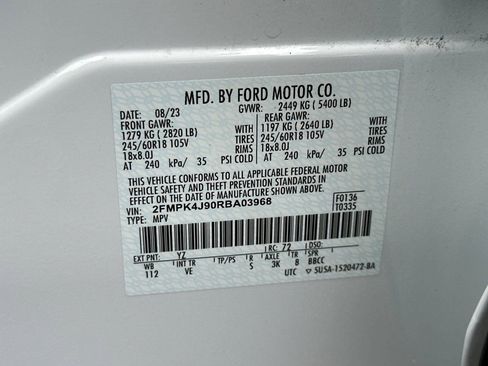 MFD. BY FORD MOTOR CO.
DATE: 08/23 GVWR: 2449 KG ( 5400 LB)
FRONT GAWR: REAR GAWR:
1279 KG ( 2820 LB) WITH 1197 KG ( 2640 LB) WITH
245/60R18 105V TIRES 245/60R18 105V TIRES
18x8.0J RIMS 18x8.0J RIMS
AT 240 kPa/ 35 PSI COLD AT 240 kPa/ 35 PSI COLD
THIS VEHICLE CONFORMS TO ALL APPLICABLE FEDERAL MOTOR
VEHICLE SAFETY AND THEFT PREVENTION STANDARDS IN
EFFECT ON THE DATE OF MANUFACTURE SHOWN ABOVE.
VIN: 2FMPK4J90RBA03968 F0136
TYPE: MPV T0335
EXT PNT: YZ RC: 72 DSO:
WB INT TR TP/PS R AXLE TR SPR
112 VE S 3K 8 BBCC
UTC 5USA-1520472-BA